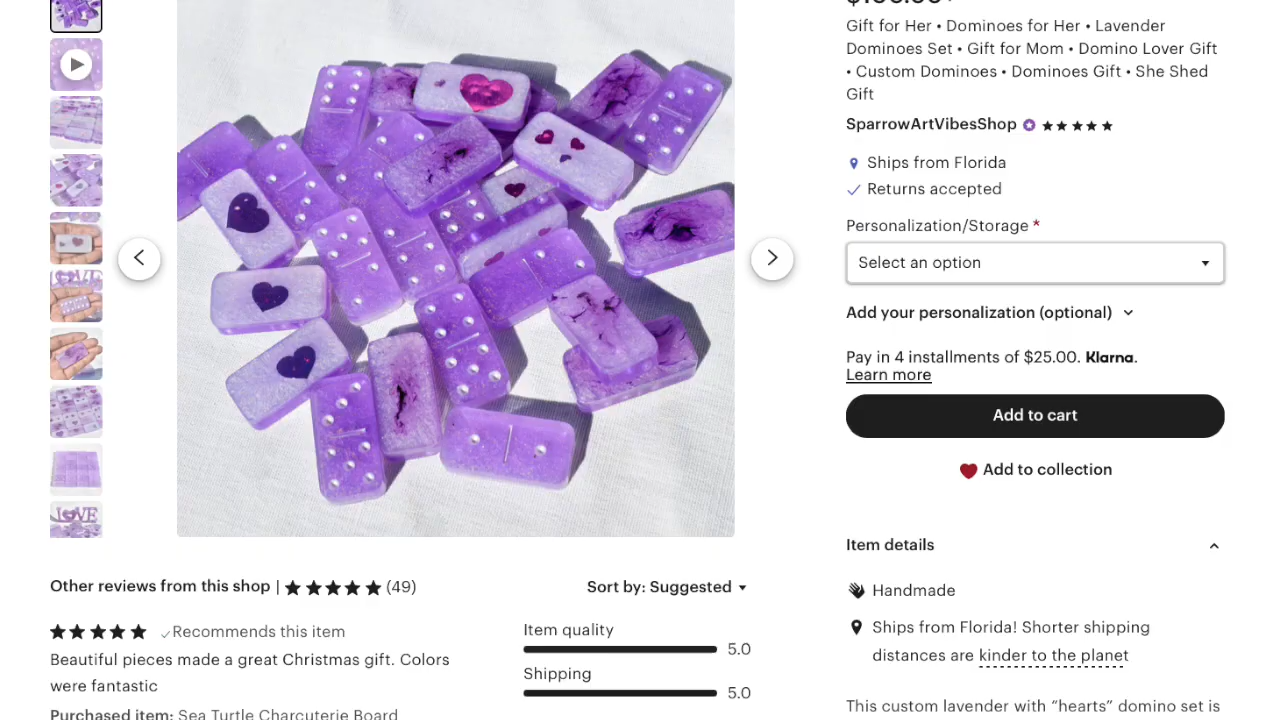 Gift for Her • Dominoes for Her • Lavender
Dominoes Set • Gift for Mom • Domino Lover Gift
• Custom Dominoes • Dominoes Gift • She Shed
Gift
SparrowArtVibesShop ★★★★★
Ships from Florida
Returns accepted
Personalization/Storage *
Select an option
Add your personalization (optional)
Pay in 4 installments of $25.00. Klarna.
Learn more
Add to cart
Add to collection
Item details
Handmade
Ships from Florida! Shorter shipping
distances are kinder to the planet
This custom lavender with “hearts” domino set is
Other reviews from this shop | ★★★★★ (49)
Sort by: Suggested
★★★★★ ✓Recommends this item
Beautiful pieces made a great Christmas gift. Colors
were fantastic
Purchased item: Sea Turtle Charcuterie Board
Item quality
5.0
Shipping
5.0